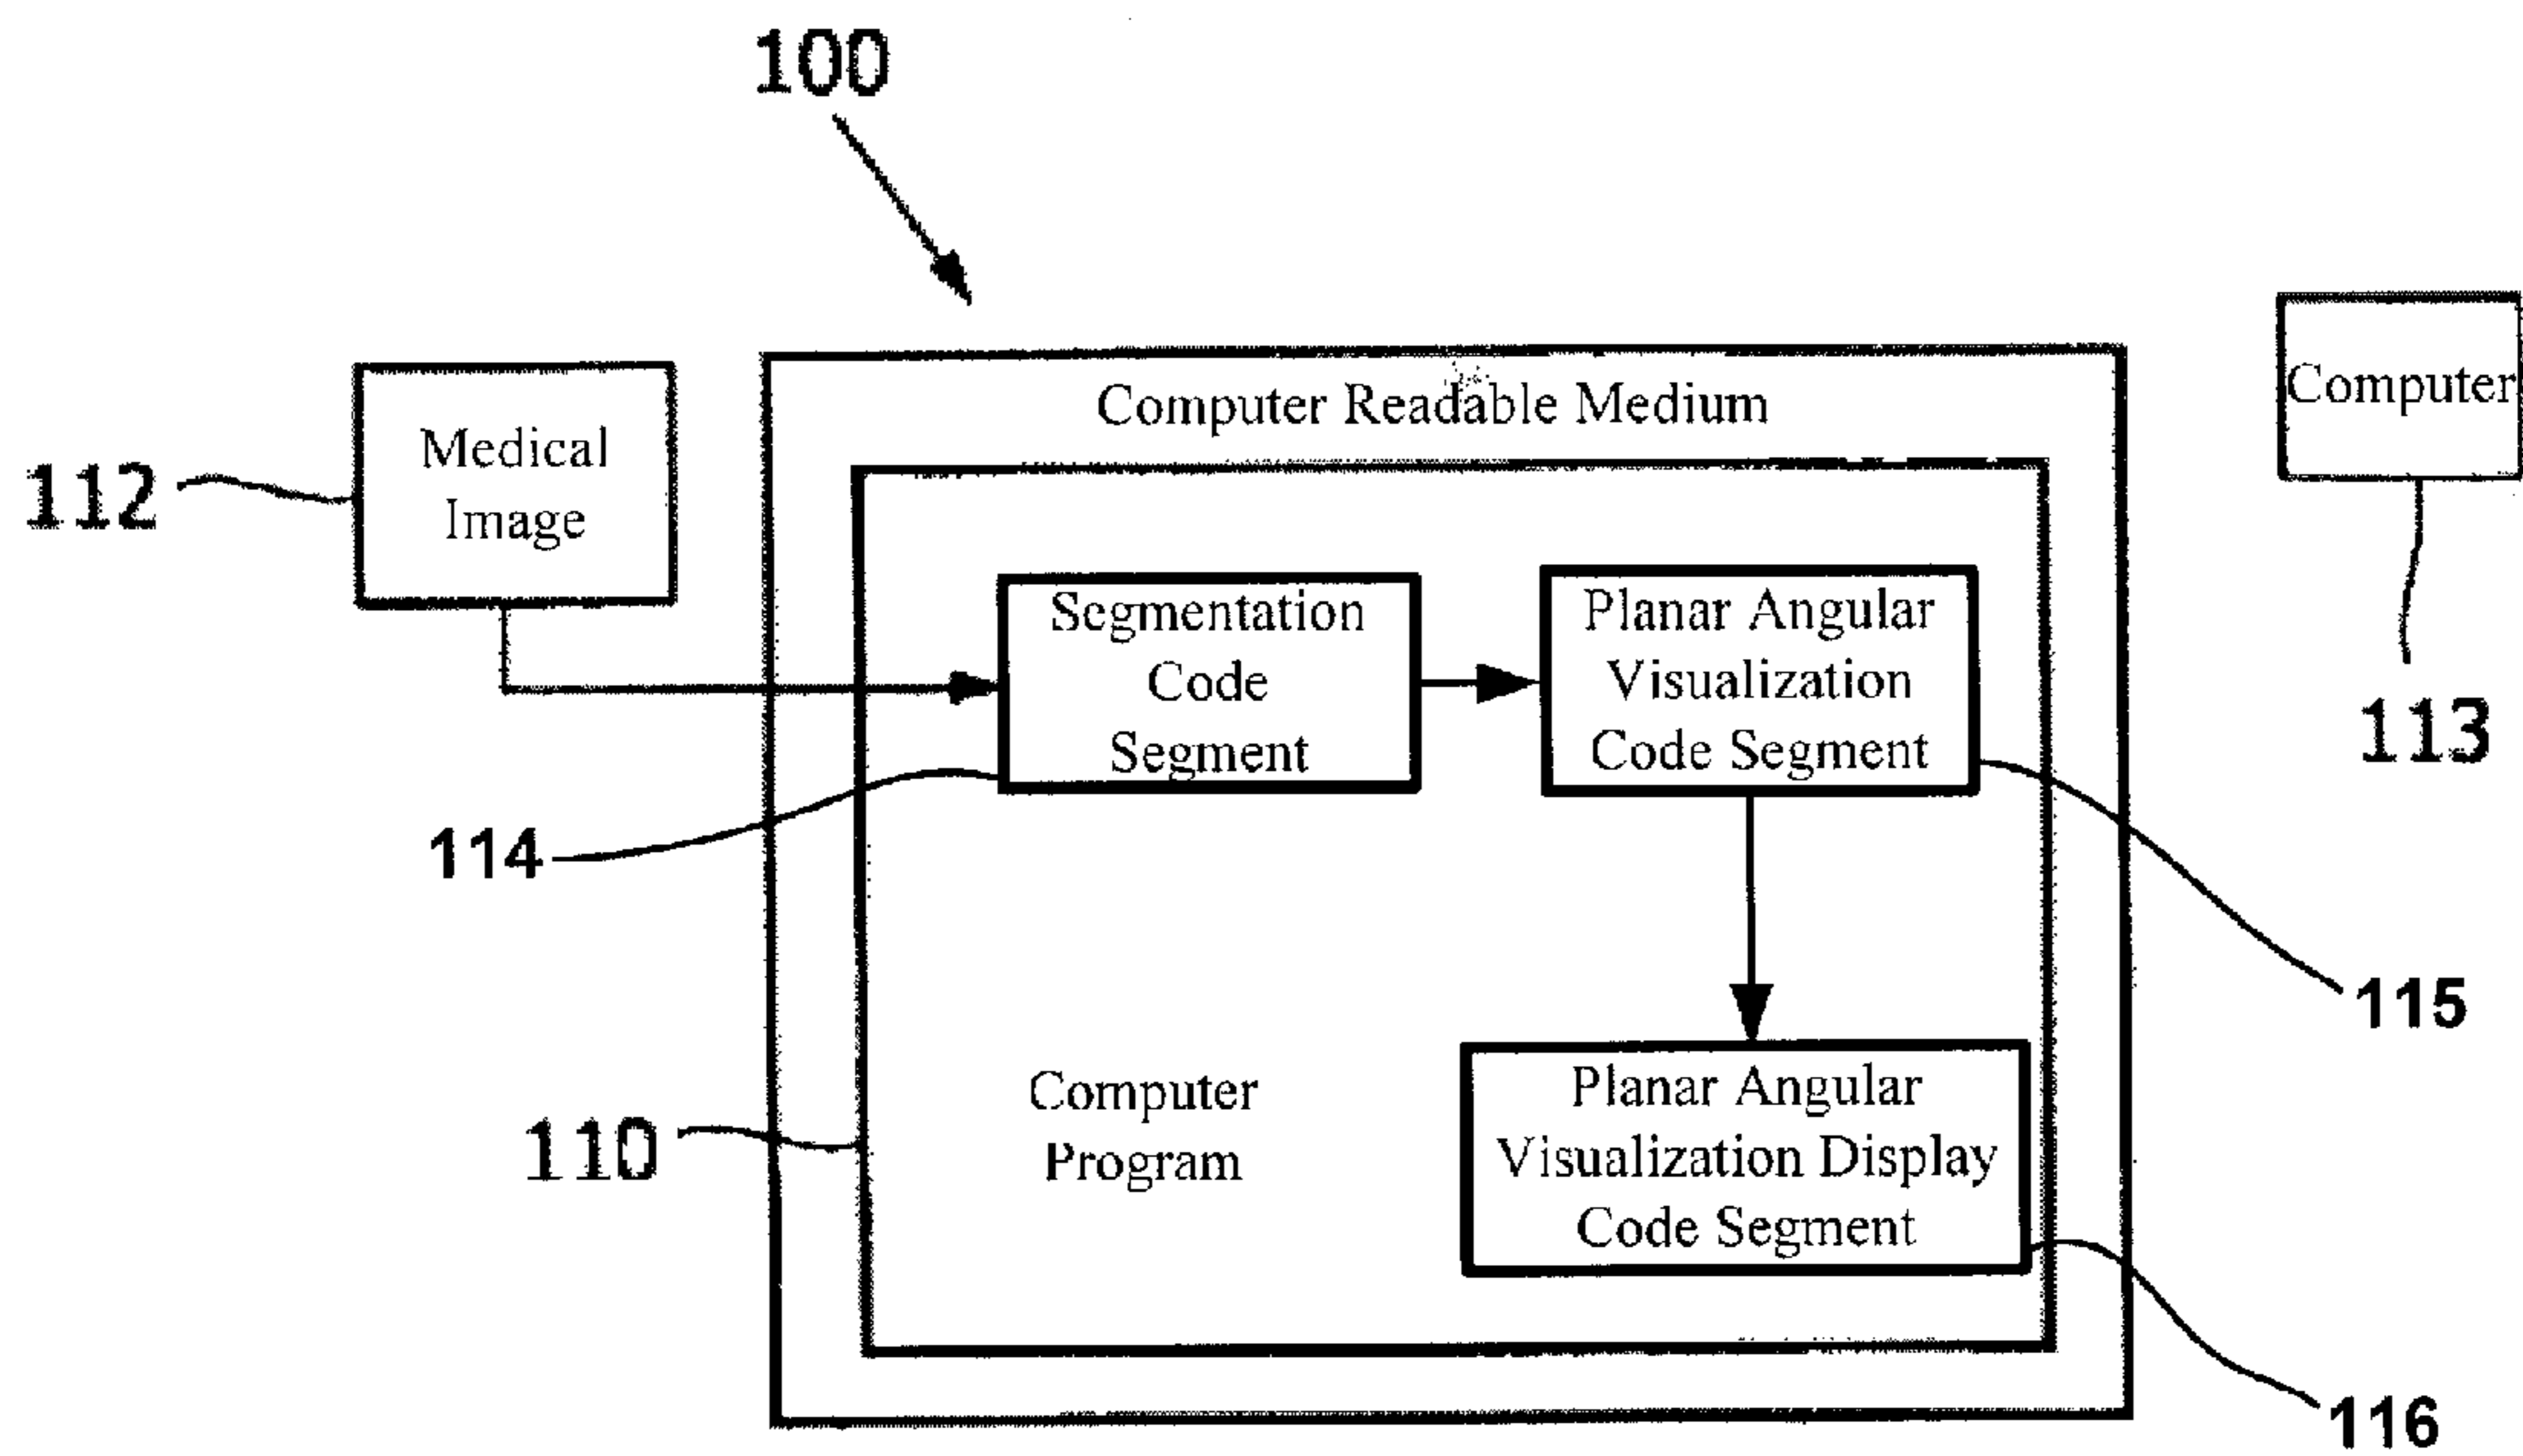 100
Computer Readable Medium
Computer
Medical
Image
112
113
Segmentation
Code
Segment
Planar Angular
Visualization
Code Segment
114
115
Computer
Program
110
Planar Angular
Visualization Display
Code Segment
116